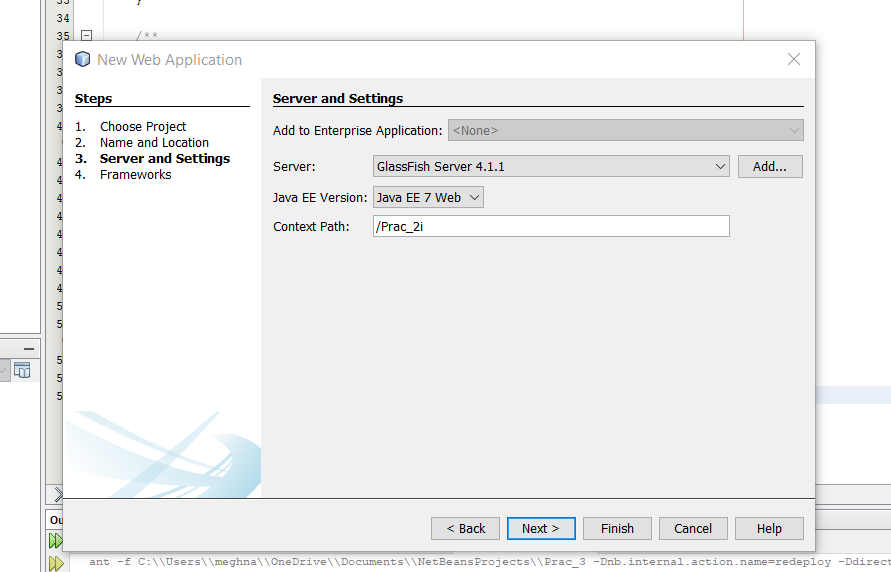 33 }
34
35 /**
New Web Application
Steps
1. Choose Project
2. Name and Location
3. Server and Settings
4. Frameworks
Server and Settings
Add to Enterprise Application: <None>
Server: GlassFish Server 4.1.1 Add...
Java EE Version: Java EE 7 Web
Context Path: /Prac_2i
< Back Next > Finish Cancel Help
ant -f C:\\Users\\meghna\\OneDrive\\Documents\\NetBeansProjects\\Prac_3 -Dnb.internal.action.name=redeploy -Ddirect